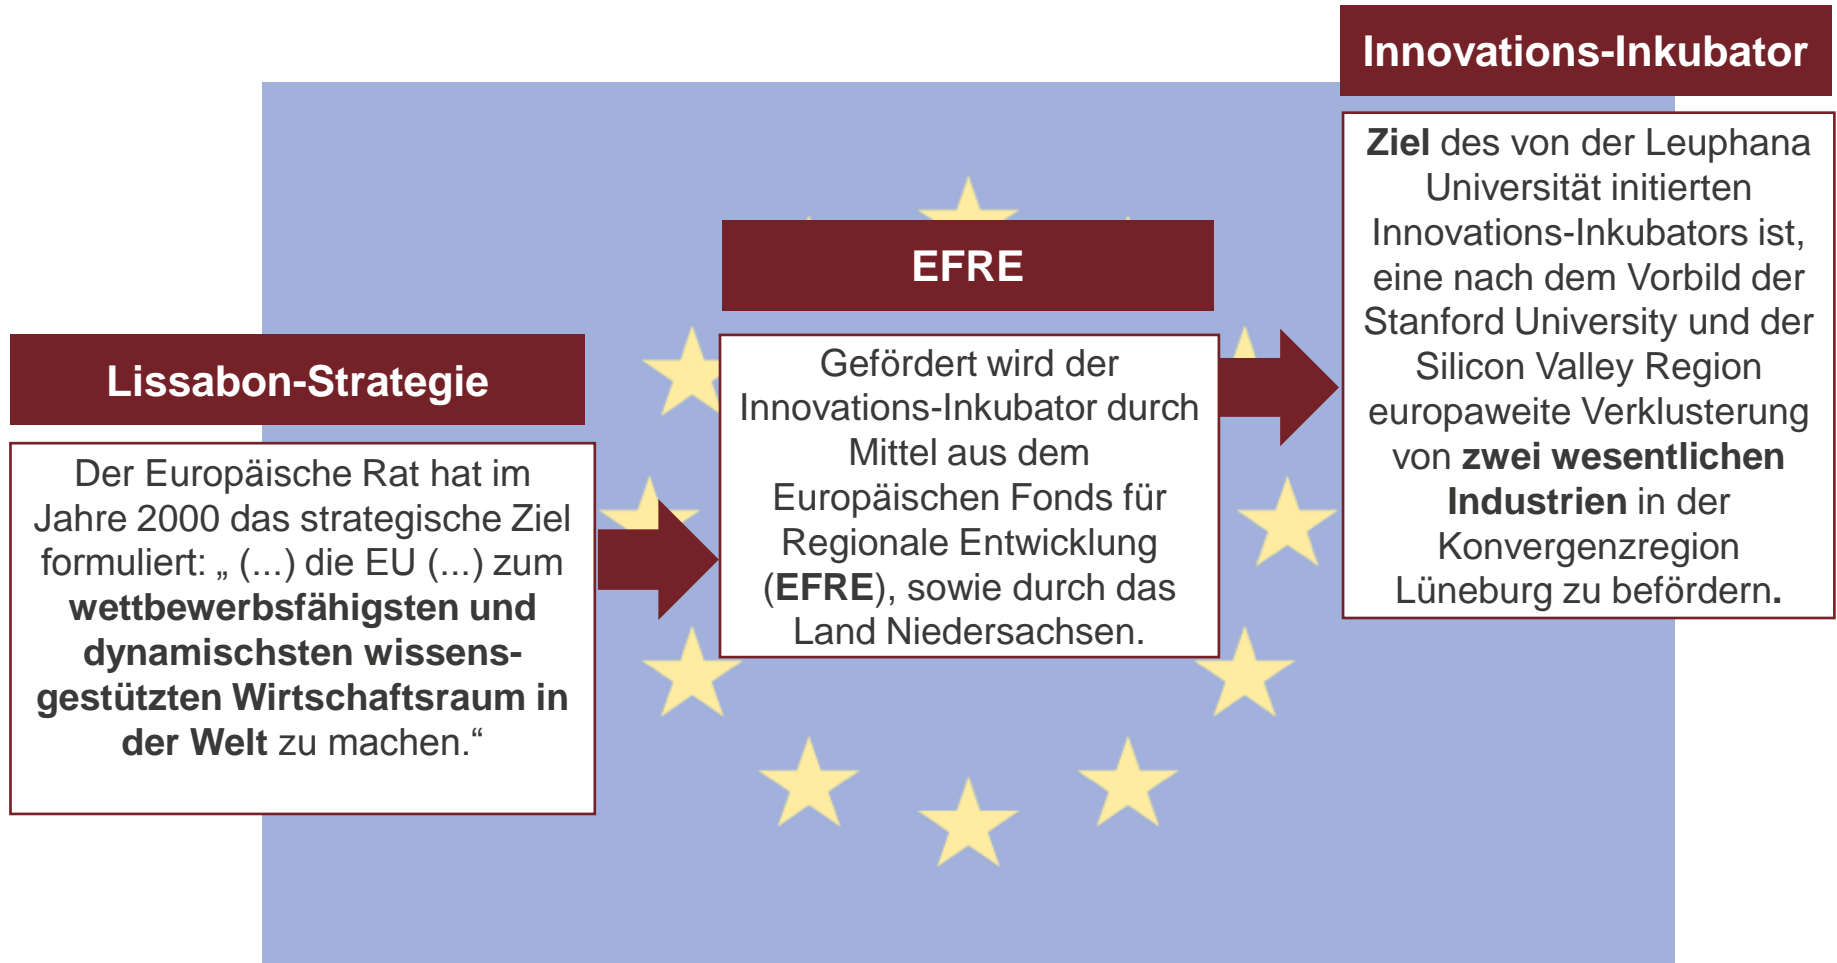 Lissabon-Strategie
Der Europäische Rat hat im
Jahre 2000 das strategische Ziel
formuliert: „ (...) die EU (...) zum
wettbewerbsfähigsten und
dynamischsten wissens-
gestützten Wirtschaftsraum in
der Welt zu machen.“
EFRE
Gefördert wird der
Innovations-Inkubator durch
Mittel aus dem
Europäischen Fonds für
Regionale Entwicklung
(EFRE), sowie durch das
Land Niedersachsen.
Innovations-Inkubator
Ziel des von der Leuphana
Universität initierten
Innovations-Inkubators ist,
eine nach dem Vorbild der
Stanford University und der
Silicon Valley Region
europaweite Verklusterung
von zwei wesentlichen
Industrien in der
Konvergenzregion
Lüneburg zu befördern.